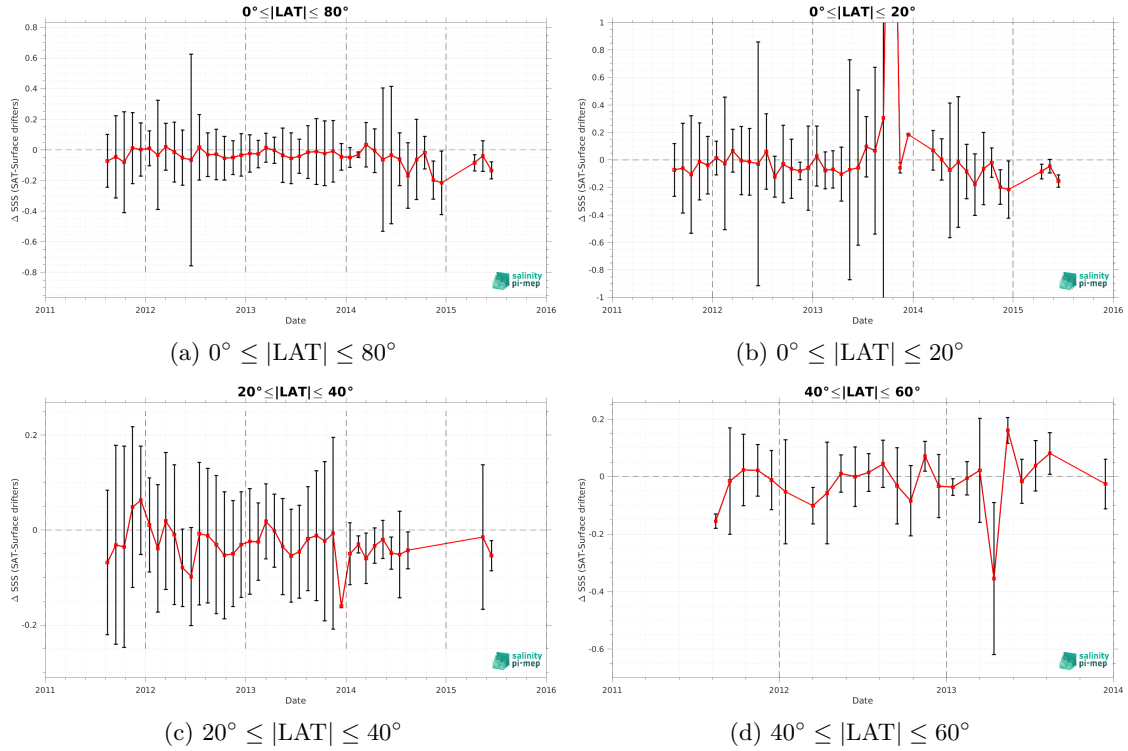 0°≤|LAT|≤ 80°
0.8
0.6
0.4
0.2
0
-0.2
-0.4
-0.6
-0.8
Δ SSS (SAT-Surface drifters)
2011
2012
2013
2014
2015
2016
Date
salinity
pi-mep
(a) 0° ≤ |LAT| ≤ 80°
0°≤|LAT|≤ 20°
1
0.8
0.6
0.4
0.2
0
-0.2
-0.4
-0.6
-0.8
-1
Δ SSS (SAT-Surface drifters)
2011
2012
2013
2014
2015
2016
Date
salinity
pi-mep
(b) 0° ≤ |LAT| ≤ 20°
20°≤|LAT|≤ 40°
0.2
0
-0.2
Δ SSS (SAT-Surface drifters)
2011
2012
2013
2014
2015
2016
Date
salinity
pi-mep
(c) 20° ≤ |LAT| ≤ 40°
40°≤|LAT|≤ 60°
0.2
0
-0.2
-0.4
-0.6
Δ SSS (SAT-Surface drifters)
2011
2012
2013
2014
Date
salinity
pi-mep
(d) 40° ≤ |LAT| ≤ 60°